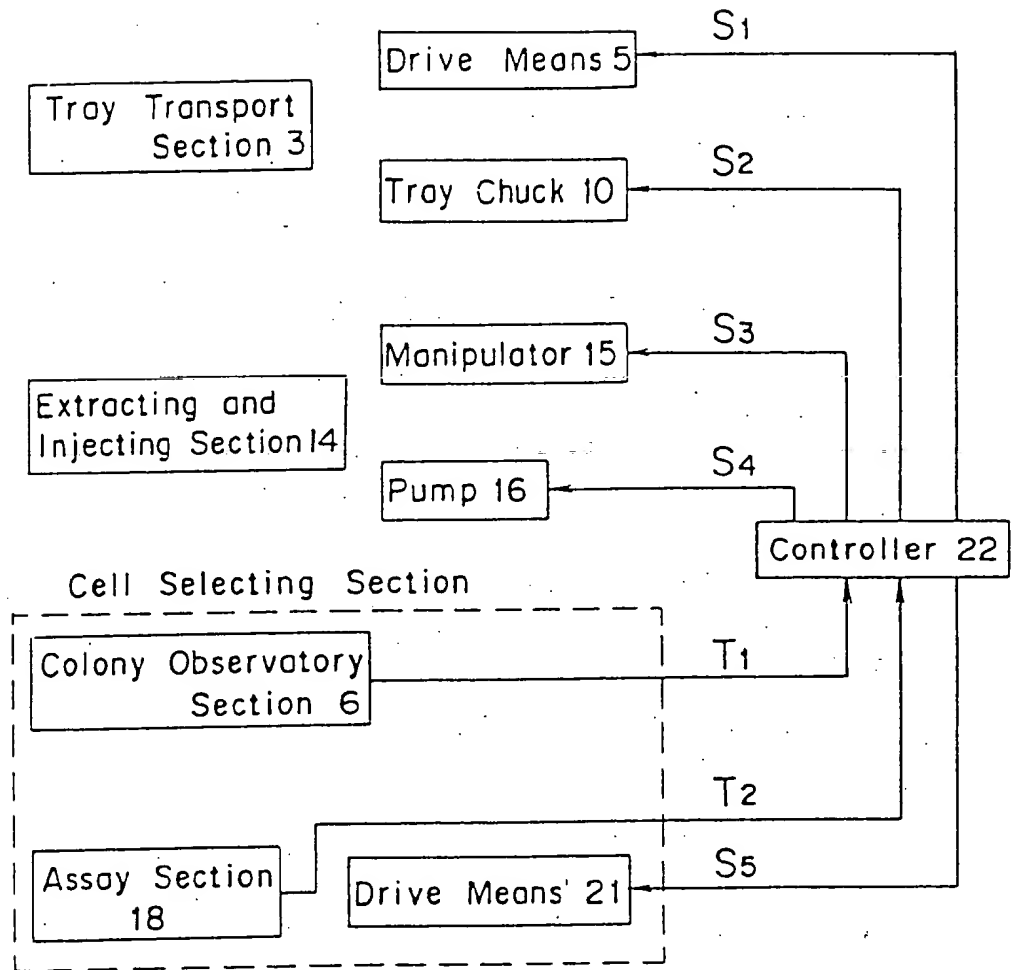 S1
Drive Means 5
Tray Transport
Section 3
S2
Tray Chuck 10
S3
Manipulator 15
Extracting and
Injecting Section 14
S4
Pump 16
Controller 22
Cell Selecting Section
Colony Observatory
Section 6
T1
T2
Assay Section
18
S5
Drive Means' 21